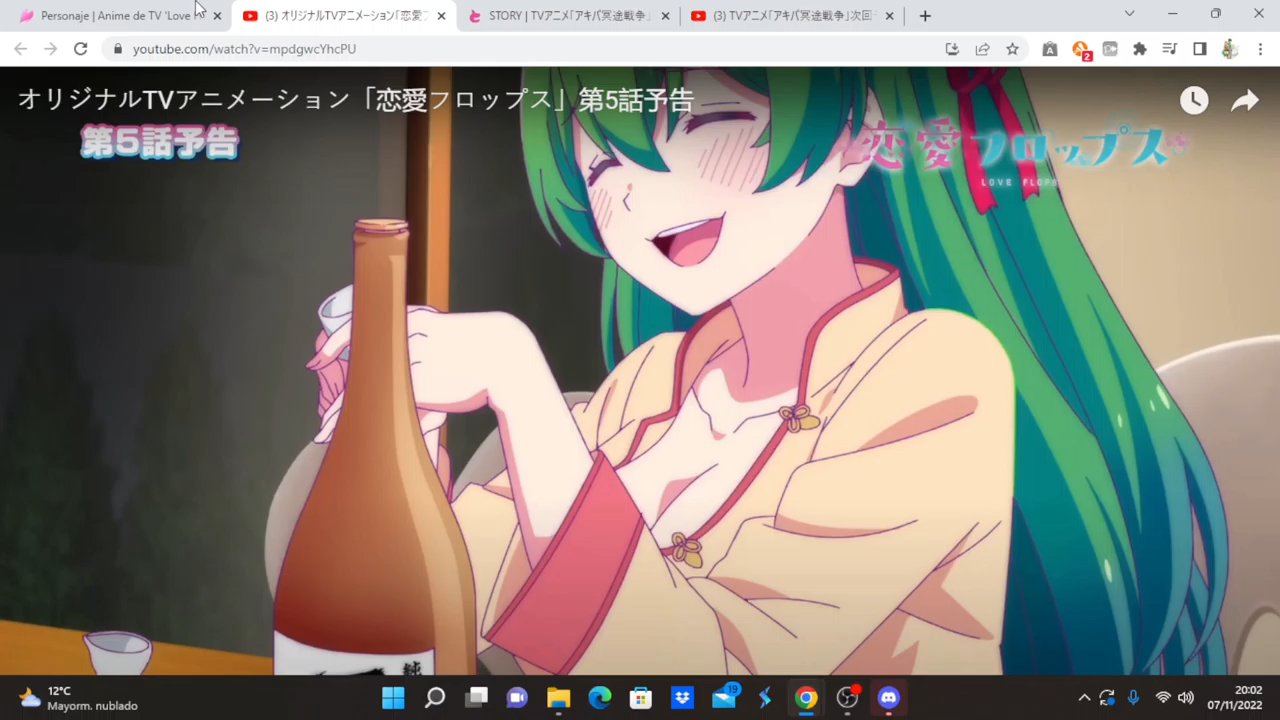 Personaje | Anime de TV 'Love
(3) オリジナルTVアニメーション「恋愛フ
STORY | TVアニメ「アキバ冥途戦争」
(3) TVアニメ「アキバ冥途戦争」次回
youtube.com/watch?v=mpdgwcYhcPU
2
オリジナルTVアニメーション「恋愛フロップス」第5話予告
第5話予告
恋愛フロップス
LOVE FLOPS
純
12°C
Mayorm. nublado
19
20:02
07/11/2022